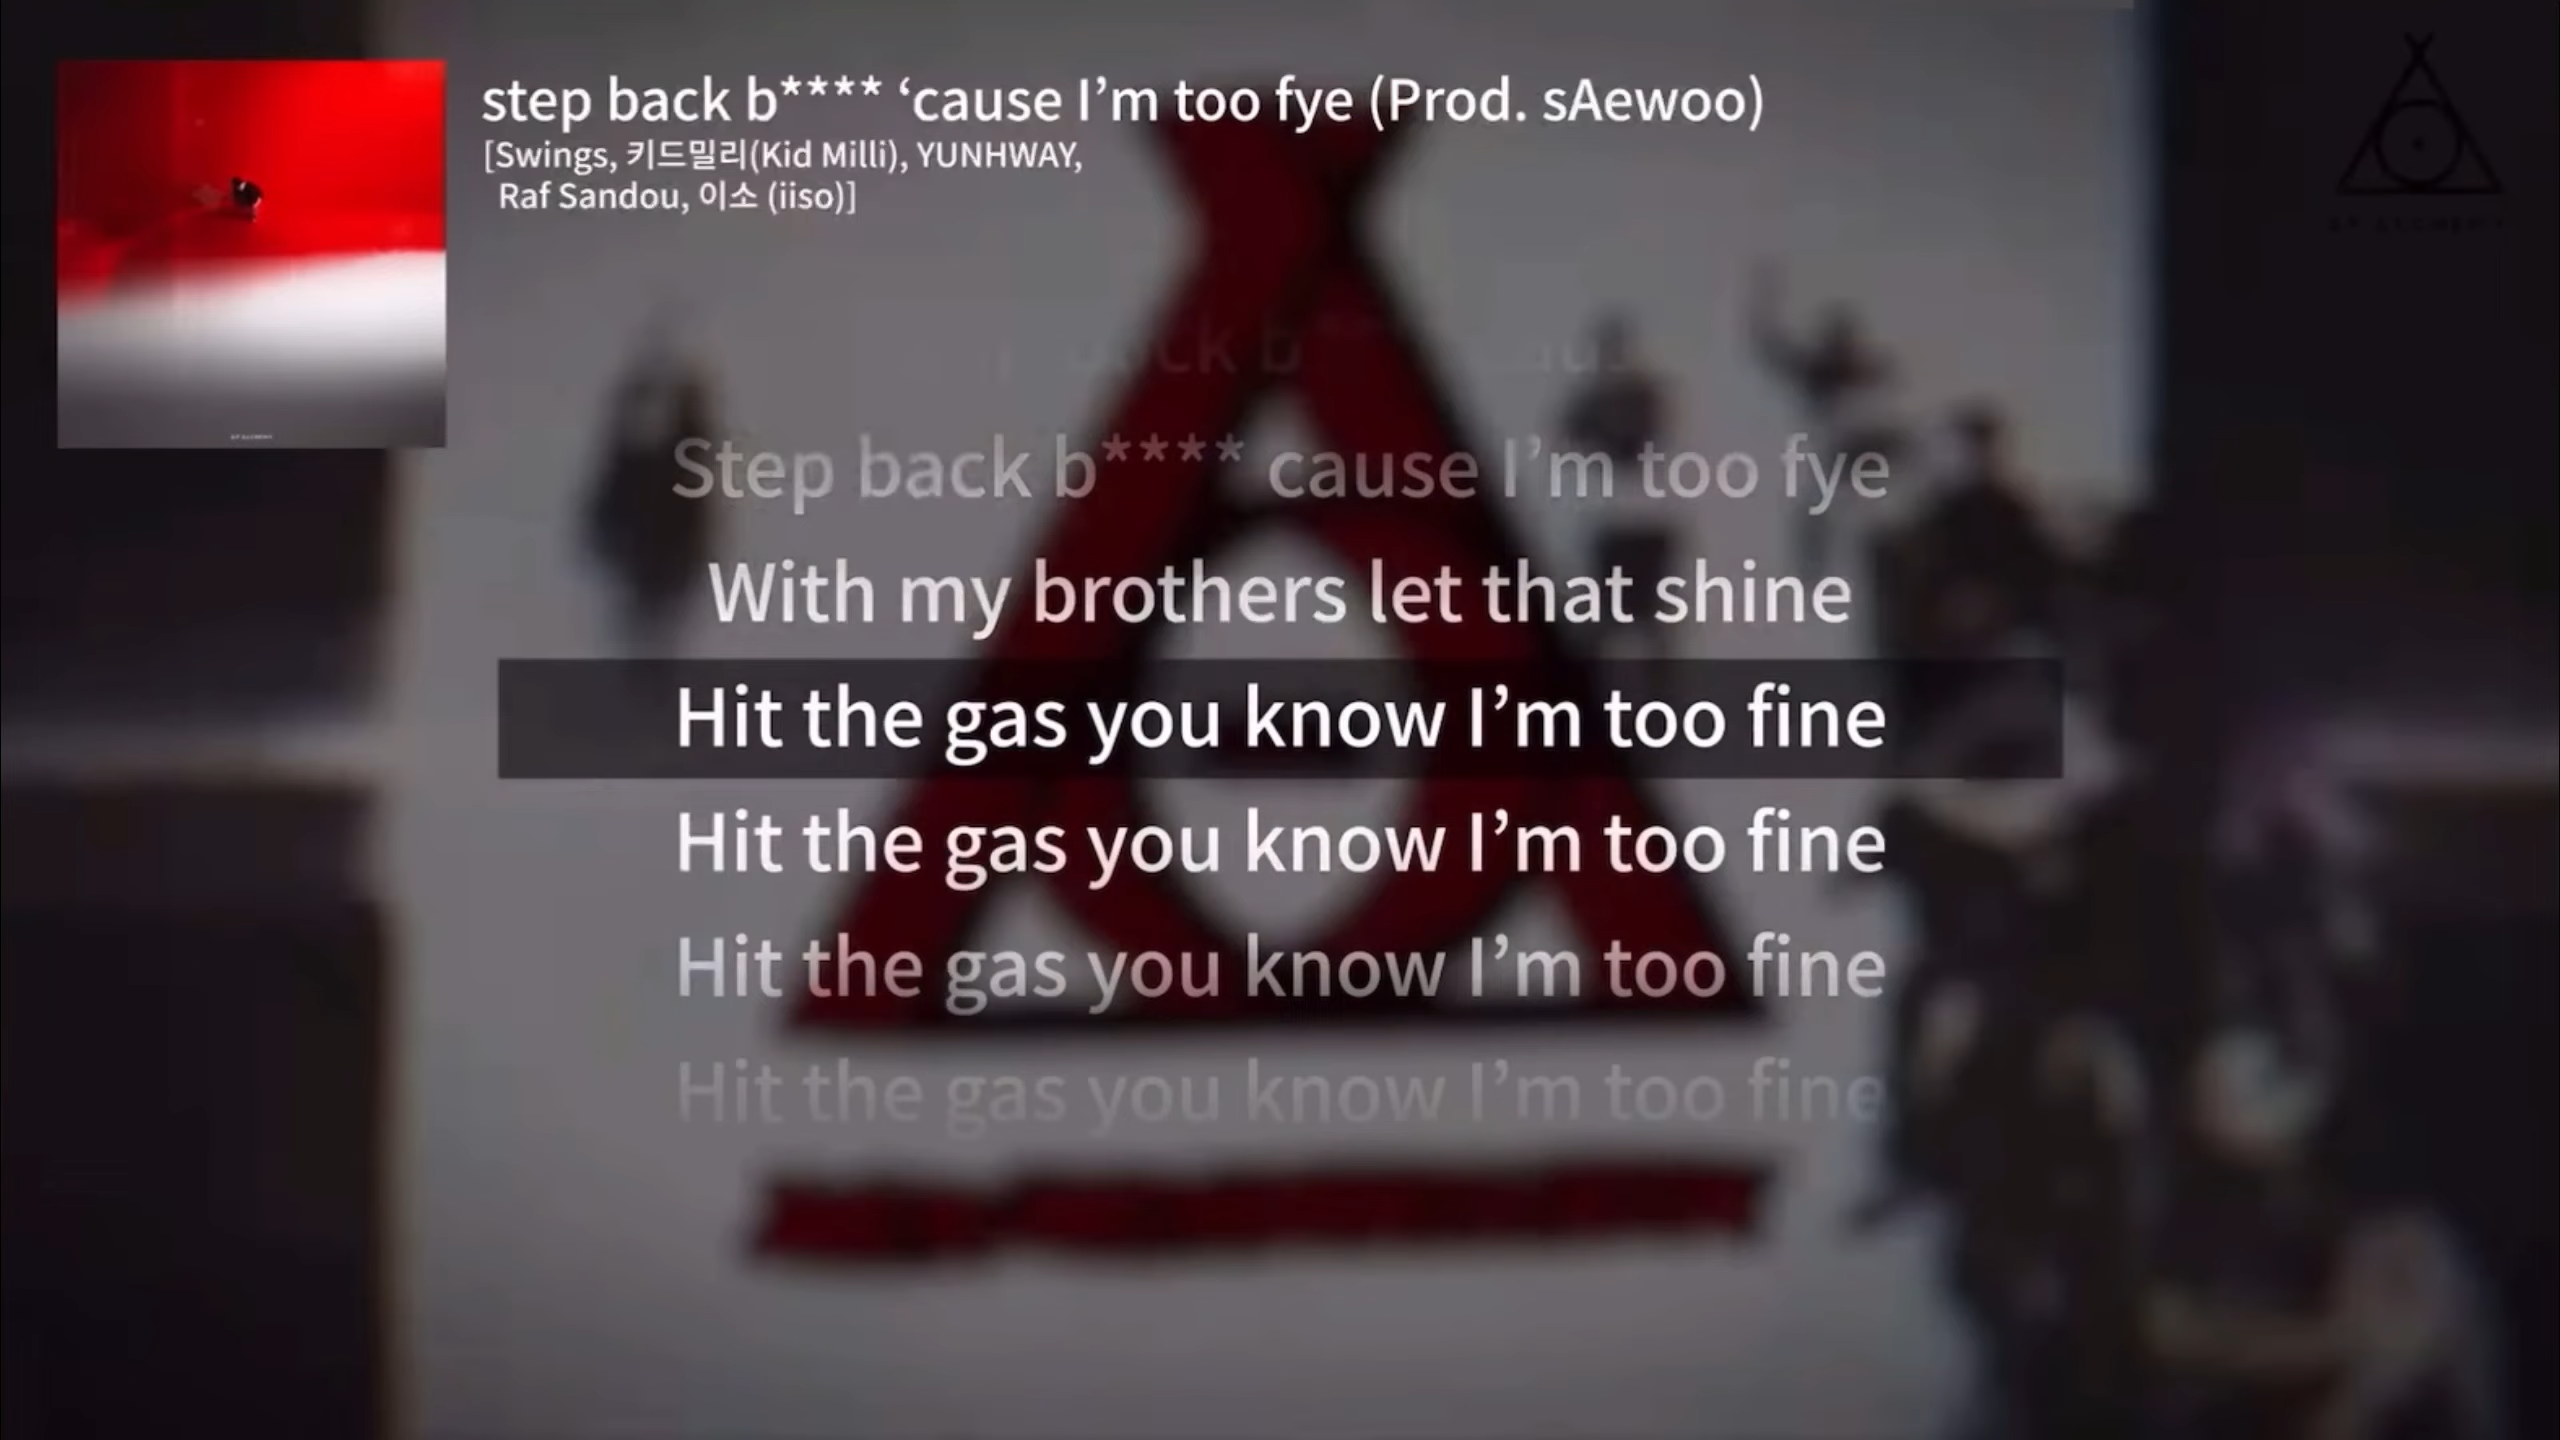 step back b**** ‘cause I’m too fye (Prod. sAewoo)
[Swings, 키드밀리(Kid Milli), YUNHWAY,
Raf Sandou, 이소 (iiso)]
Step back b**** cause I’m too fye
With my brothers let that shine
Hit the gas you know I’m too fine
Hit the gas you know I’m too fine
Hit the gas you know I’m too fine
Hit the gas you know I’m too fine